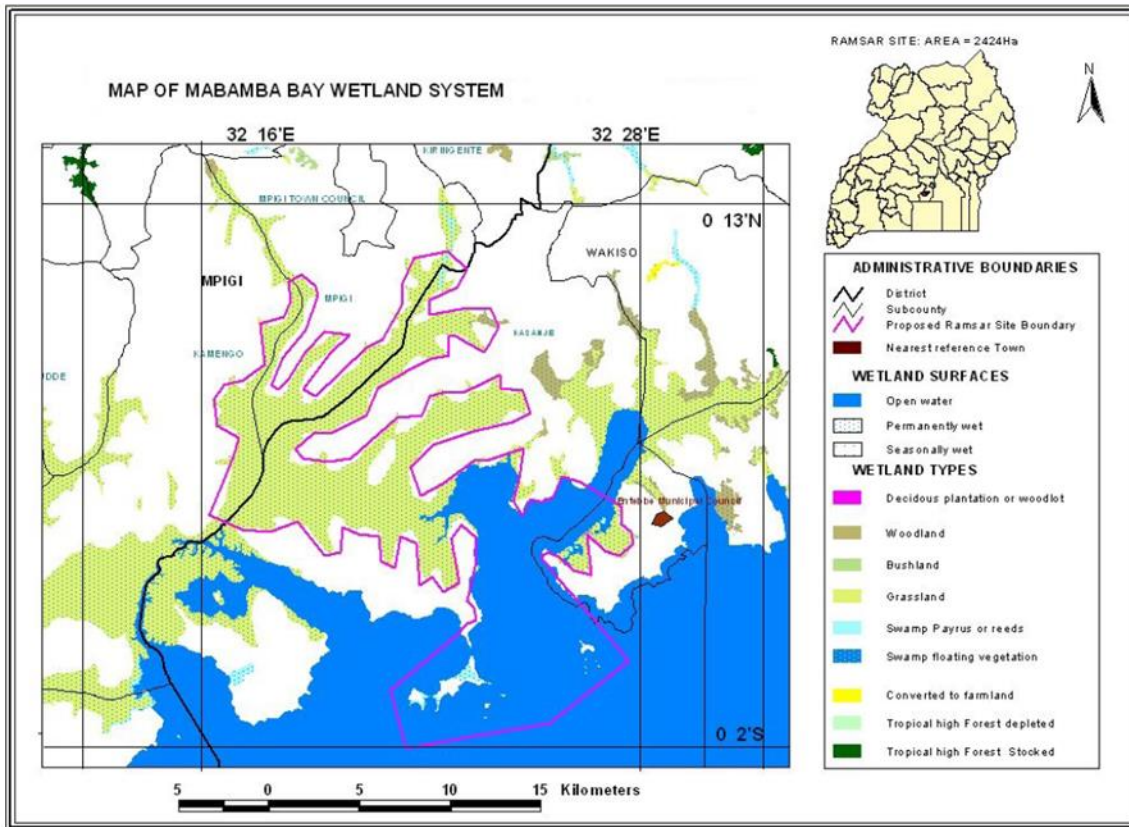 RAMSAR SITE: AREA = 2424Ha
N
MAP OF MABAMBA BAY WETLAND SYSTEM
32 16'E
32 28'E
KIRINGENTE
MPIGI TOWN COUNCIL
0 13'N
WAKISO
MPIGI
MPIGI
KASANJE
KAMENGO
UDDE
Entebbe Municipal Council
0 2'S
5 0 5 10 15 Kilometers
ADMINISTRATIVE BOUNDARIES
District
Subcounty
Proposed Ramsar Site Boundary
Nearest reference Town
WETLAND SURFACES
Open water
Permanently wet
Seasonally wet
WETLAND TYPES
Decidous plantation or woodlot
Woodland
Bushland
Grassland
Swamp Payrus or reeds
Swamp floating vegetation
Converted to farmland
Tropical high Forest depleted
Tropical high Forest Stocked